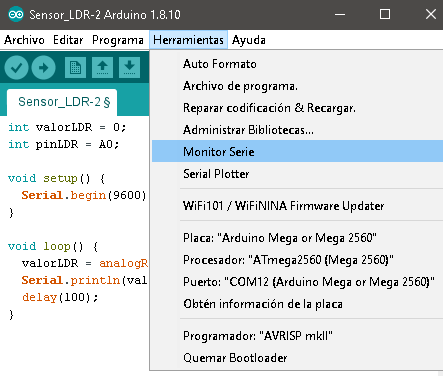 Sensor_LDR-2 Arduino 1.8.10
Archivo Editar Programa Herramientas Ayuda
Sensor_LDR-2 §
int valorLDR = 0;
int pinLDR = A0;
void setup() {
Serial.begin(9600)
}
void loop() {
valorLDR = analogR
Serial.println(val
delay(100);
}
Auto Formato
Archivo de programa.
Reparar codificación & Recargar.
Administrar Bibliotecas...
Monitor Serie
Serial Plotter
WiFi101 / WiFiNINA Firmware Updater
Placa: "Arduino Mega or Mega 2560"
Procesador: "ATmega2560 (Mega 2560)"
Puerto: "COM12 (Arduino Mega or Mega 2560)"
Obtén información de la placa
Programador: "AVRISP mkII"
Quemar Bootloader